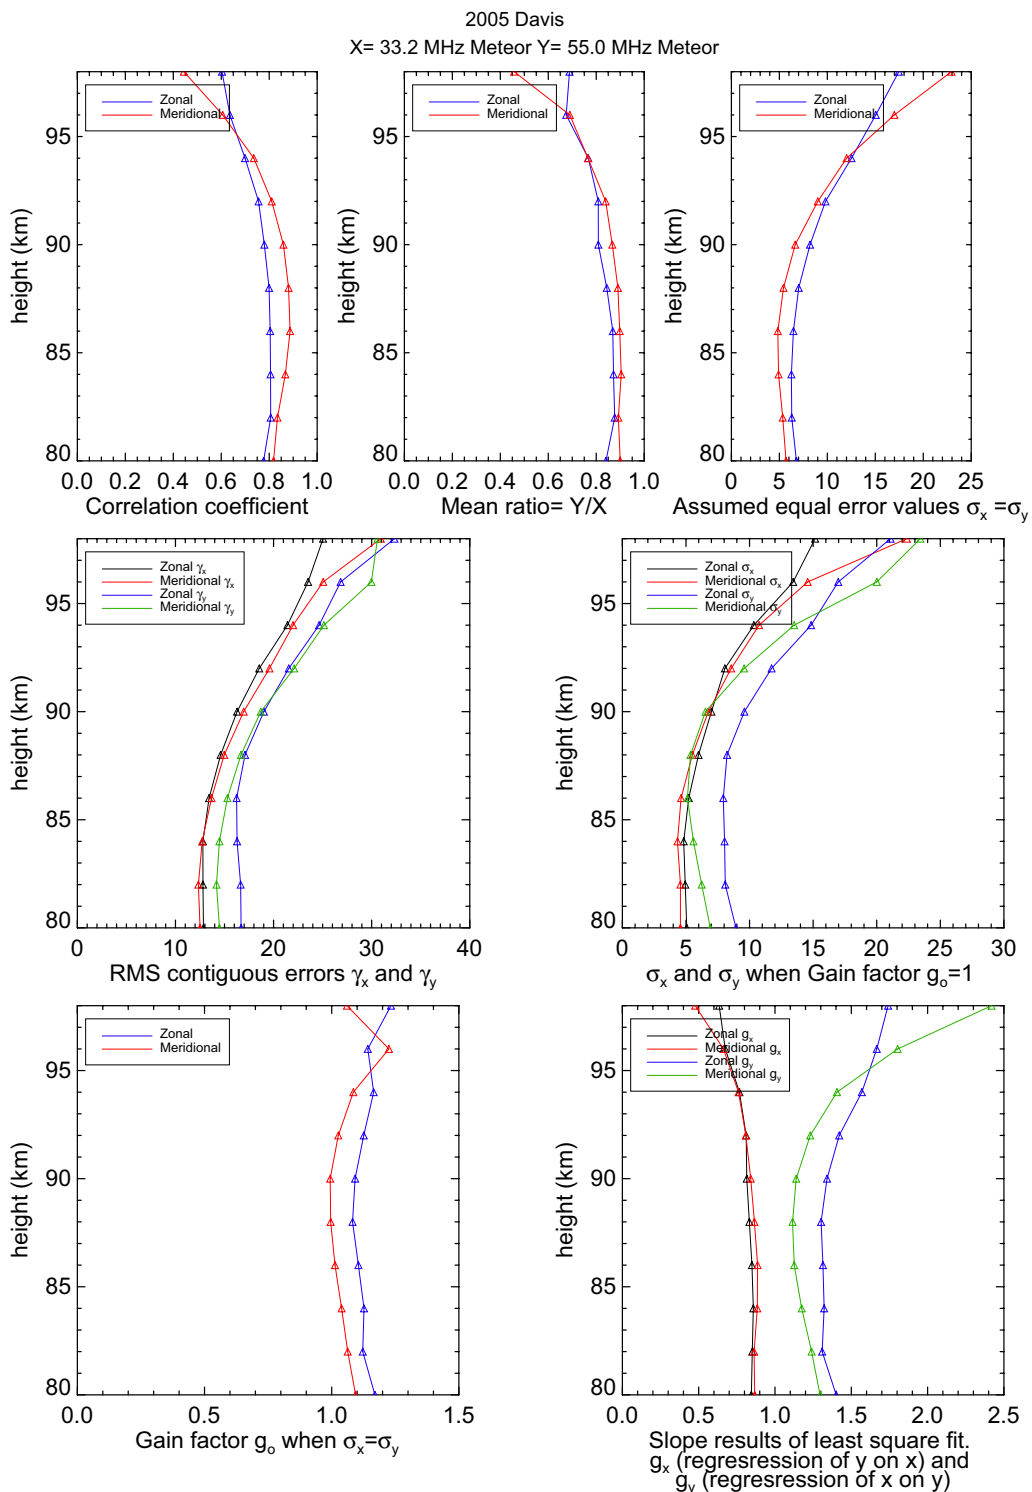 2005 Davis
X= 33.2 MHz Meteor Y= 55.0 MHz Meteor
Zonal
Meridional
height (km)
95
90
85
80
0.0 0.2 0.4 0.6 0.8 1.0
Correlation coefficient
Zonal
Meridional
height (km)
95
90
85
80
0.0 0.2 0.4 0.6 0.8 1.0
Mean ratio= Y/X
Zonal
Meridional
height (km)
95
90
85
80
0 5 10 15 20 25
Assumed equal error values σx =σy
Zonal γx
Meridional γx
Zonal γy
Meridional γy
height (km)
95
90
85
80
0 10 20 30 40
RMS contiguous errors γx and γy
Zonal σx
Meridional σx
Zonal σy
Meridional σy
height (km)
95
90
85
80
0 5 10 15 20 25 30
σx and σy when Gain factor go=1
Zonal
Meridional
height (km)
95
90
85
80
0.0 0.5 1.0 1.5
Gain factor go when σx=σy
Zonal gx
Meridional gx
Zonal gy
Meridional gy
height (km)
95
90
85
80
0.0 0.5 1.0 1.5 2.0 2.5
Slope results of least square fit.
gx (regresression of y on x) and
gy (regresression of x on y)